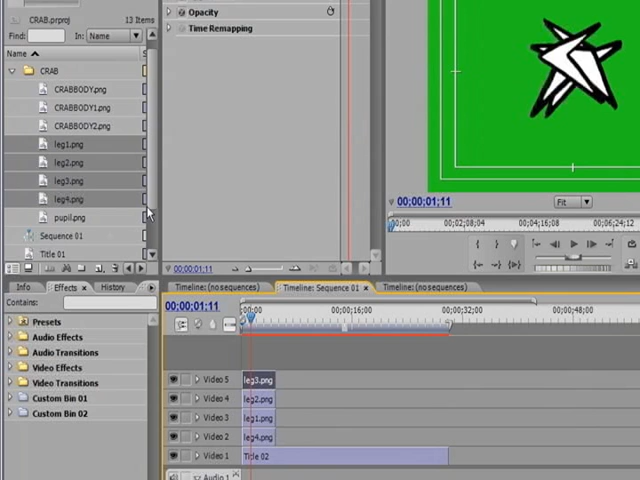 CRAB.prproj
13 Items
Find:
In:
Name
Name
CRAB
CRABBODY.png
CRABBODY1.png
CRABBODY2.png
leg1.png
leg2.png
leg3.png
leg4.png
pupil.png
Sequence 01
Title 01
Opacity
Time Remapping
00;00;01;11
00;00;01;11
Fit
00;00
00;02;08;04
00;04;16;08
00;06;24;12
Info
Effects
History
Contains:
Presets
Audio Effects
Audio Transitions
Video Effects
Video Transitions
Custom Bin 01
Custom Bin 02
Timeline: (no sequences)
Timeline: Sequence 01
Timeline: (no sequences)
00;00;01;11
00;00
00;00;16;00
00;00;32;00
00;00;48;00
Video 5
leg3.png
Video 4
leg2.png
Video 3
leg1.png
Video 2
leg4.png
Video 1
Title 02
Audio 1